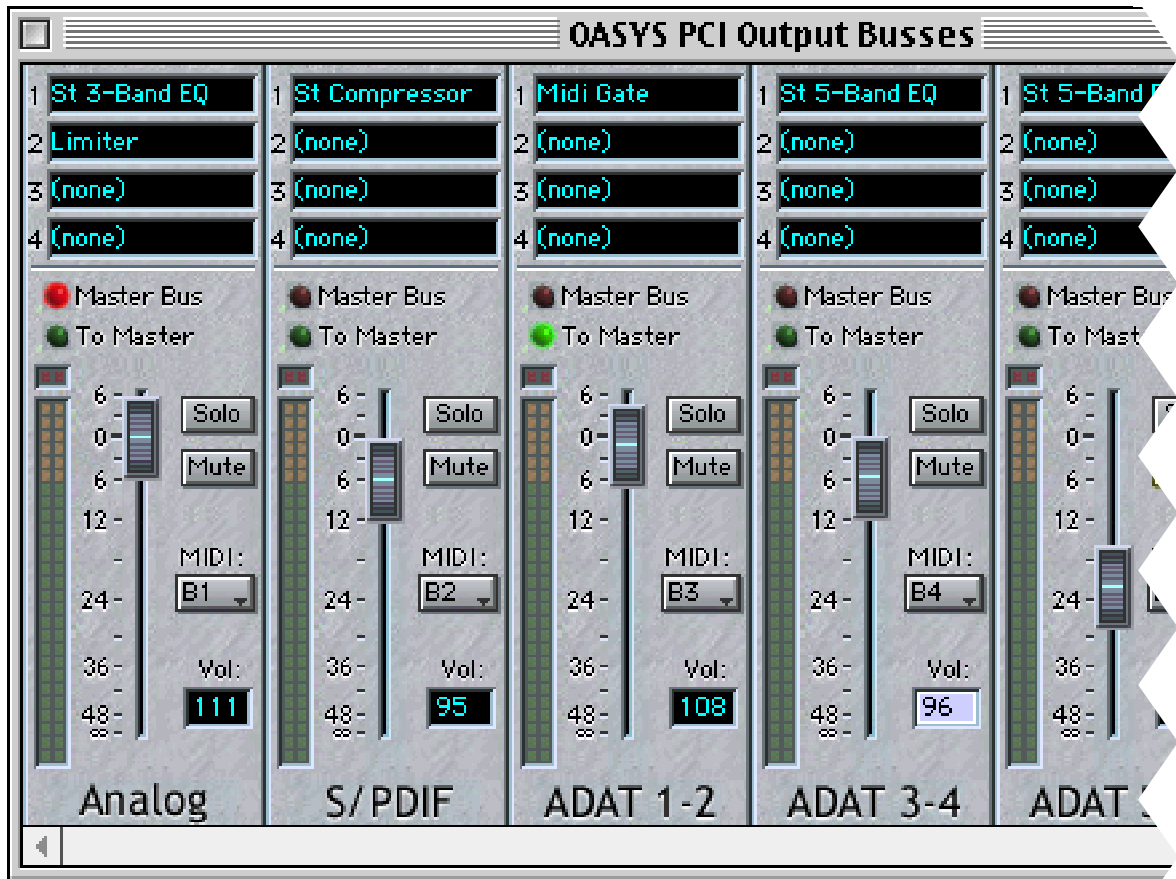 OASYS PCI Output Busses
1 St 3-Band EQ
2 Limiter
3 (none)
4 (none)
Master Bus
To Master
6
0
6
12
24
36
48
∞
Solo
Mute
MIDI:
B1
Vol:
111
Analog
1 St Compressor
2 (none)
3 (none)
4 (none)
Master Bus
To Master
6
0
6
12
24
36
48
∞
Solo
Mute
MIDI:
B2
Vol:
95
S/PDIF
1 Midi Gate
2 (none)
3 (none)
4 (none)
Master Bus
To Master
6
0
6
12
24
36
48
∞
Solo
Mute
MIDI:
B3
Vol:
108
ADAT 1-2
1 St 5-Band EQ
2 (none)
3 (none)
4 (none)
Master Bus
To Master
6
0
6
12
24
36
48
∞
Solo
Mute
MIDI:
B4
Vol:
96
ADAT 3-4
1 St 5-Band
2 (none)
3 (none)
4 (none)
Master Bus
To Mast
6
0
6
12
24
36
48
∞
ADAT